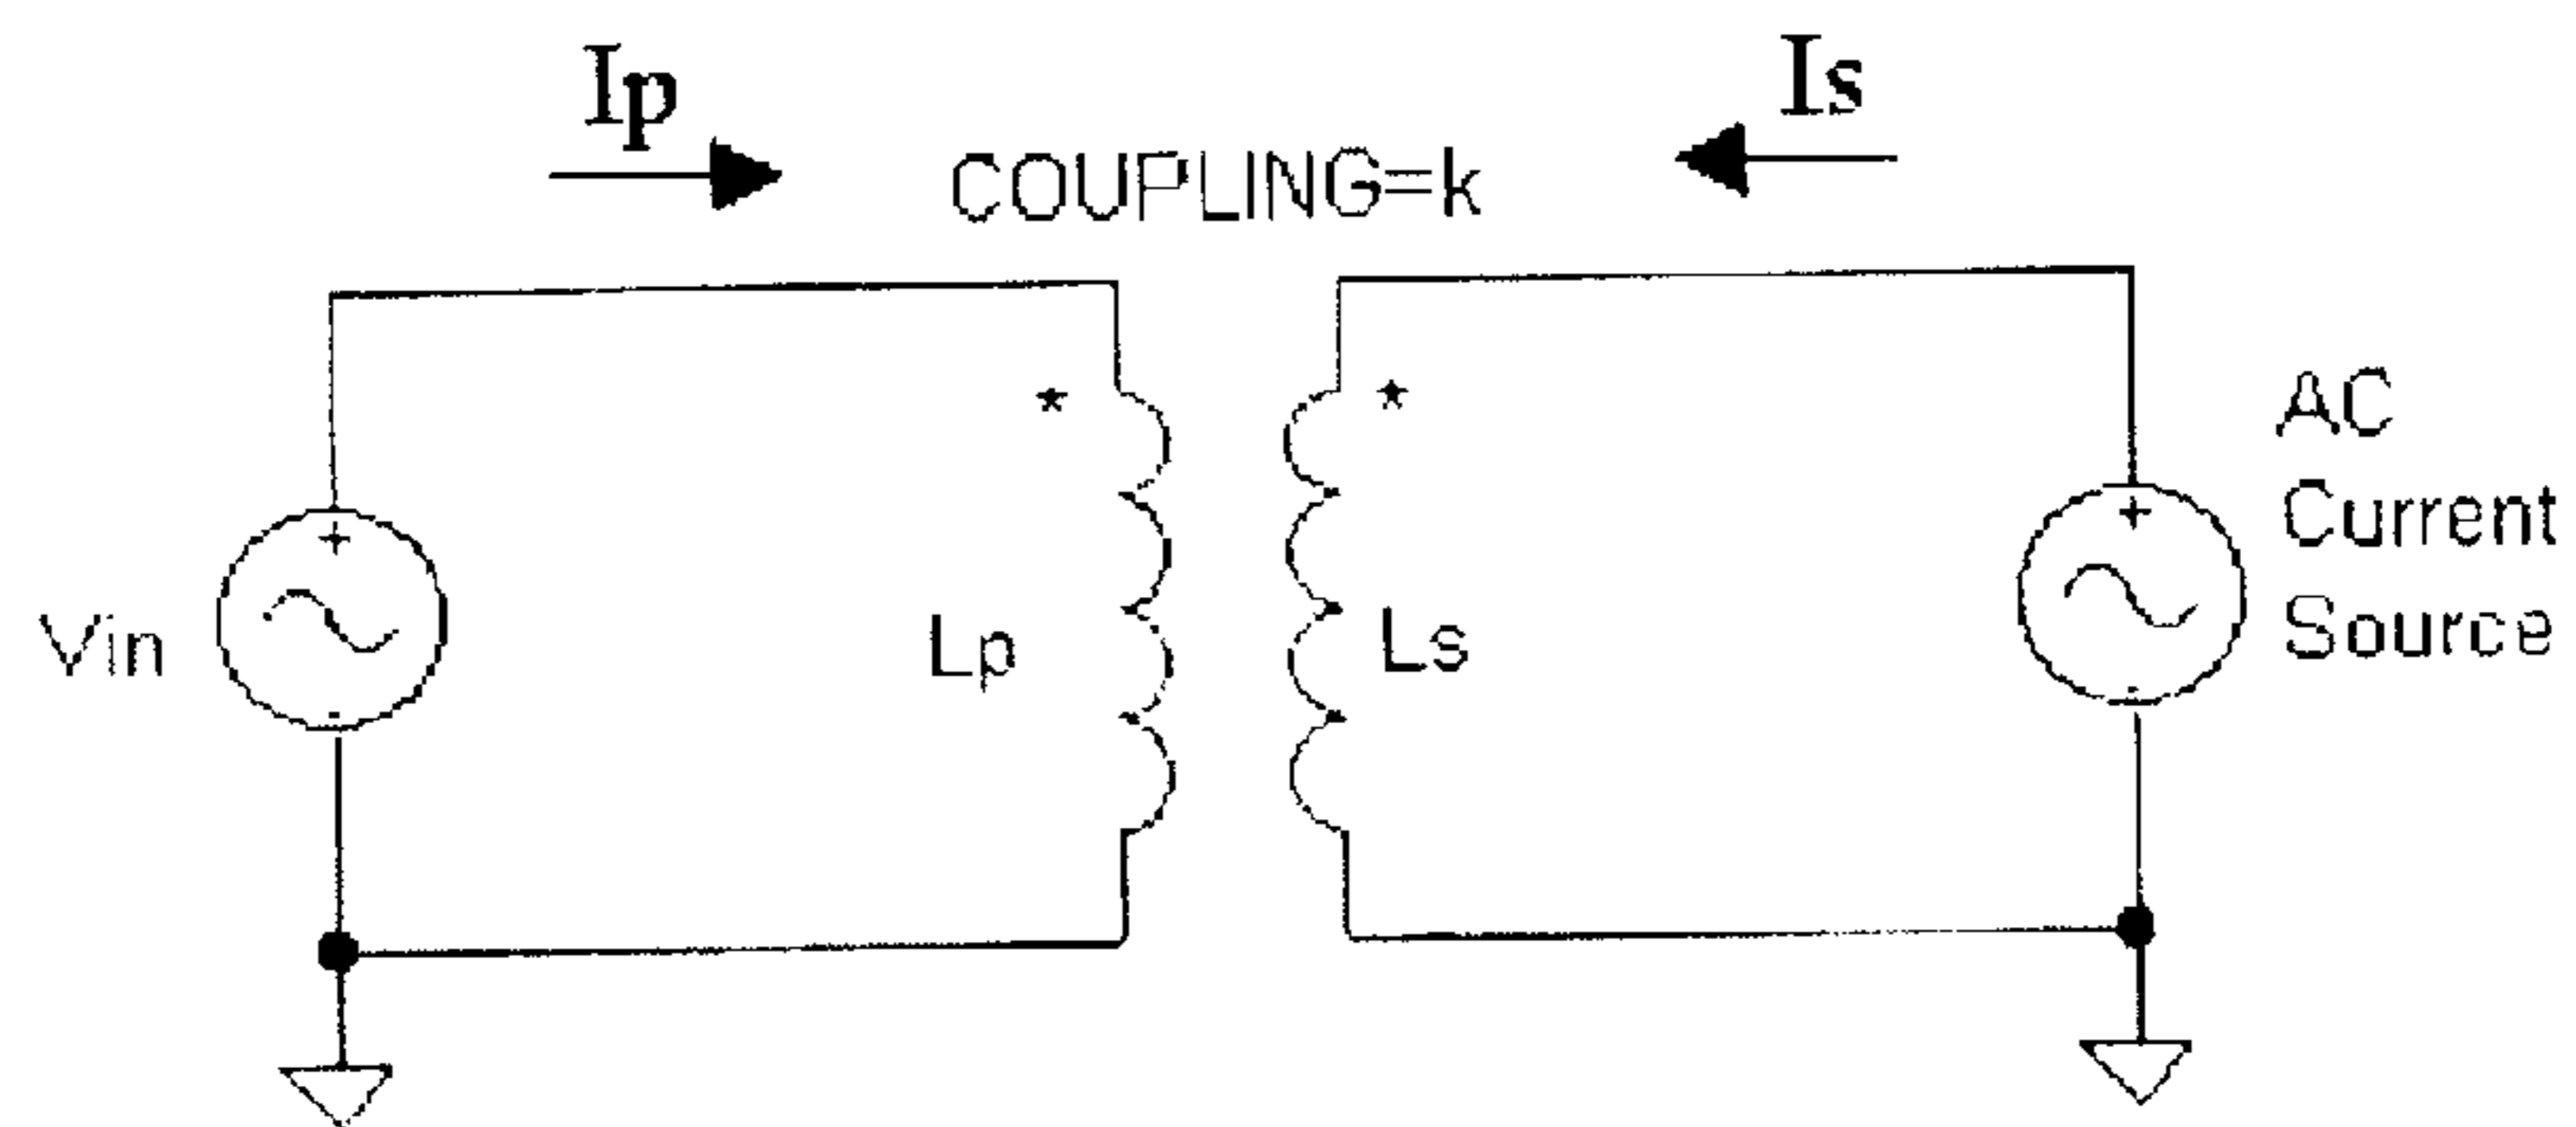 Ip
Is
COUPLING=k
*
*
+
+
AC
Current
Source
Vin
Lp
Ls
-
-